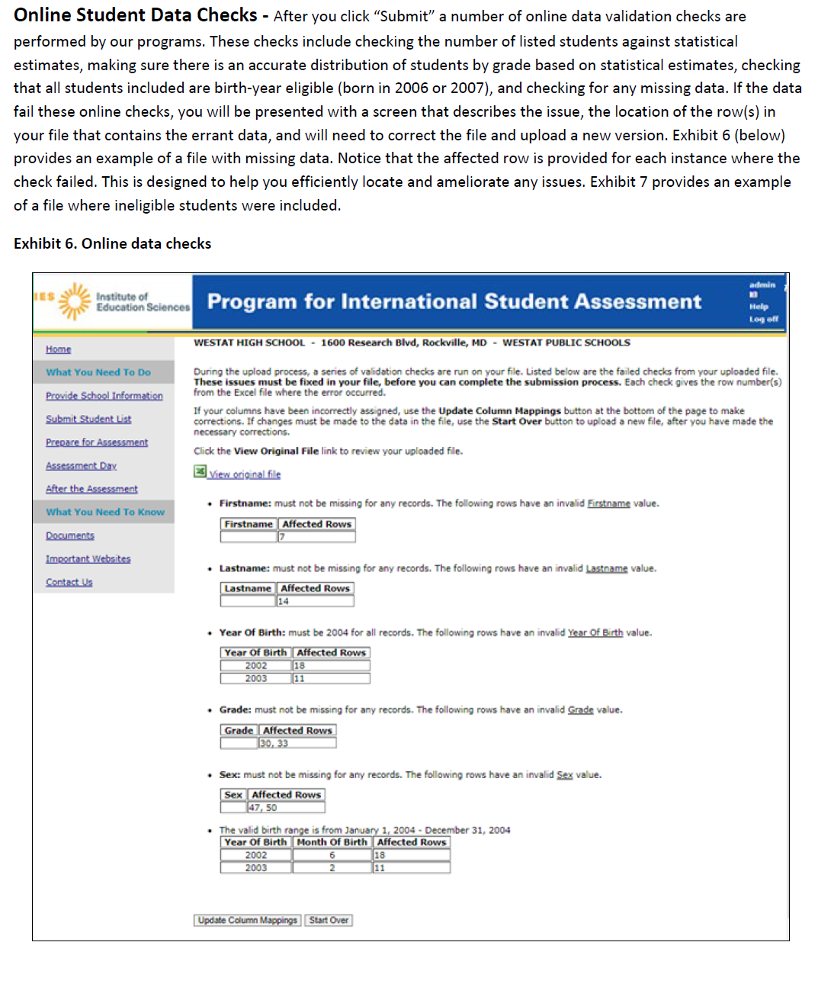 Online Student Data Checks - After you click “Submit” a number of online data validation checks are
performed by our programs. These checks include checking the number of listed students against statistical
estimates, making sure there is an accurate distribution of students by grade based on statistical estimates, checking
that all students included are birth-year eligible (born in 2006 or 2007), and checking for any missing data. If the data
fail these online checks, you will be presented with a screen that describes the issue, the location of the row(s) in
your file that contains the errant data, and will need to correct the file and upload a new version. Exhibit 6 (below)
provides an example of a file with missing data. Notice that the affected row is provided for each instance where the
check failed. This is designed to help you efficiently locate and ameliorate any issues. Exhibit 7 provides an example
of a file where ineligible students were included.
Exhibit 6. Online data checks
IES Institute of
Education Sciences
Program for International Student Assessment
admin
Help
Log off
Home
What You Need To Do
Provide School Information
Submit Student List
Prepare for Assessment
Assessment Day
After the Assessment
What You Need To Know
Documents
Important Websites
Contact Us
WESTAT HIGH SCHOOL - 1600 Research Blvd, Rockville, MD - WESTAT PUBLIC SCHOOLS
During the upload process, a series of validation checks are run on your file. Listed below are the failed checks from your uploaded file.
These issues must be fixed in your file, before you can complete the submission process. Each check gives the row number(s)
from the Excel file where the error occurred.
If your columns have been incorrectly assigned, use the Update Column Mappings button at the bottom of the page to make
corrections. If changes must be made to the data in the file, use the Start Over button to upload a new file, after you have made the
necessary corrections.
Click the View Original File link to review your uploaded file.
View original file
• Firstname: must not be missing for any records. The following rows have an invalid Firstname value.
Firstname Affected Rows
7
• Lastname: must not be missing for any records. The following rows have an invalid Lastname value.
Lastname Affected Rows
14
• Year Of Birth: must be 2004 for all records. The following rows have an invalid Year Of Birth value.
Year Of Birth Affected Rows
2002 18
2003 11
• Grade: must not be missing for any records. The following rows have an invalid Grade value.
Grade Affected Rows
30, 33
• Sex: must not be missing for any records. The following rows have an invalid Sex value.
Sex Affected Rows
47, 50
• The valid birth range is from January 1, 2004 - December 31, 2004
Year Of Birth Month Of Birth Affected Rows
2002 6 18
2003 2 11
Update Column Mappings Start Over